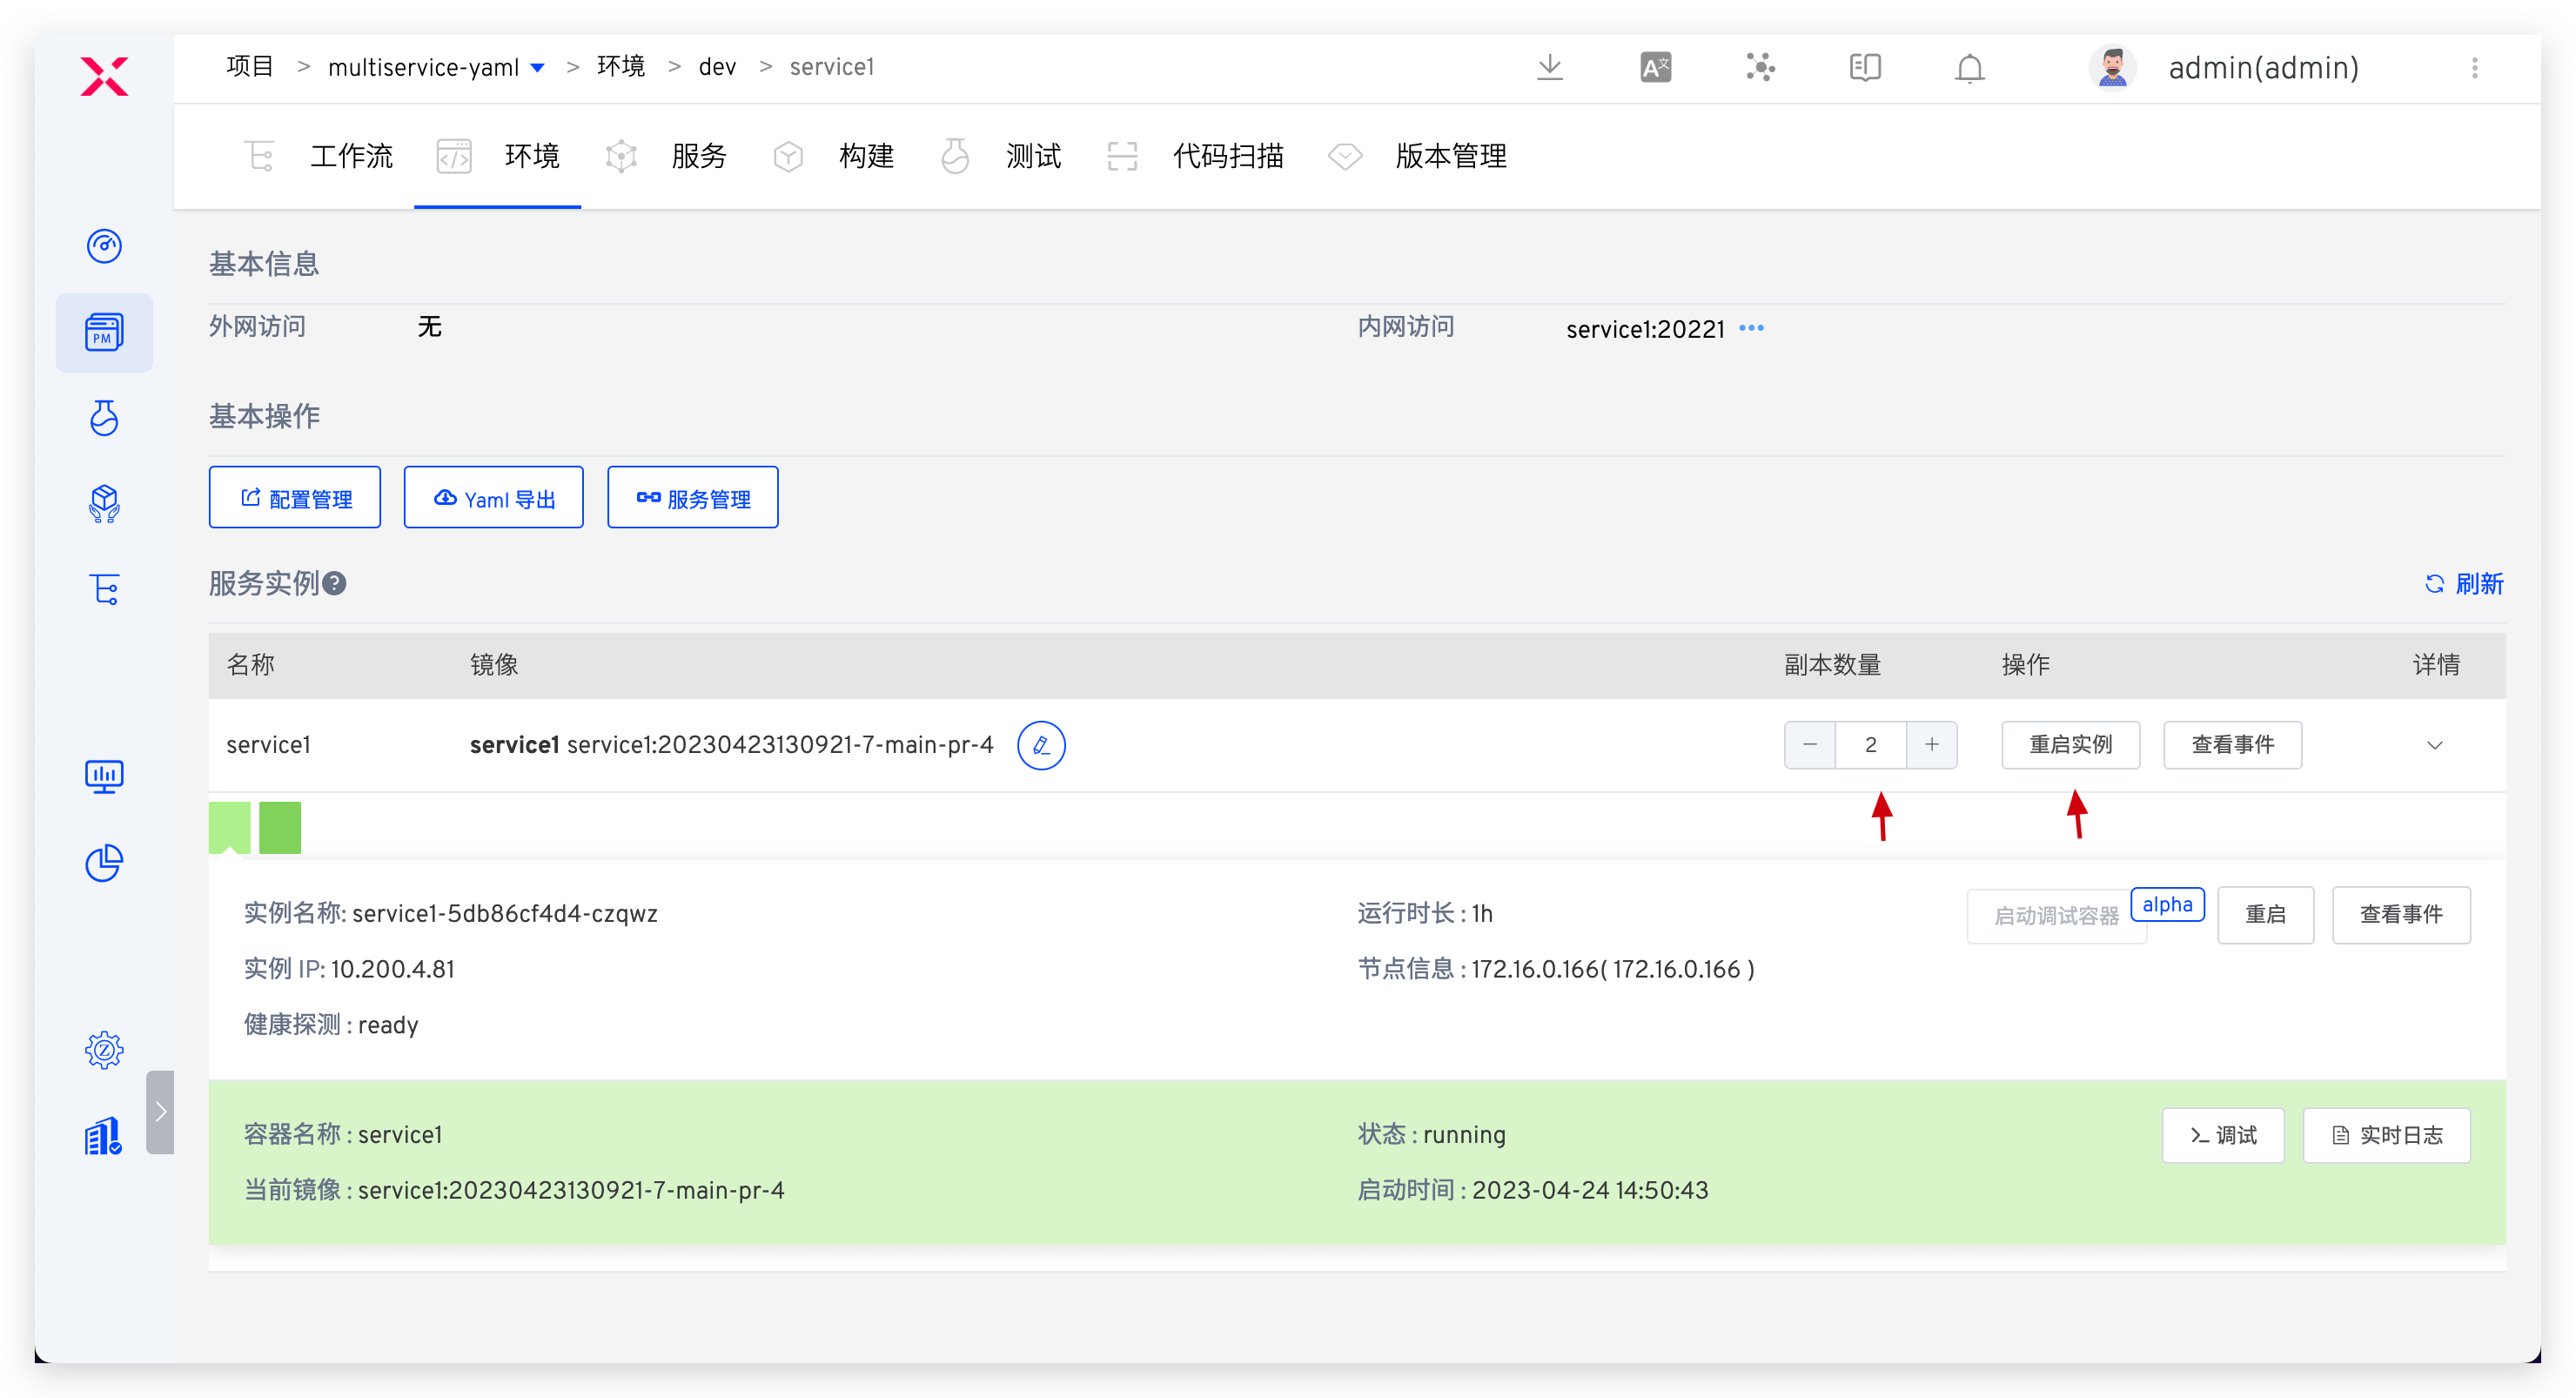 项目 > multiservice-yaml > 环境 > dev > service1
admin(admin)
工作流 环境 服务 构建 测试 代码扫描 版本管理
PM
基本信息
外网访问 无 内网访问 service1:20221
基本操作
配置管理 Yaml 导出 服务管理
服务实例 刷新
名称 镜像 副本数量 操作 详情
service1 service1 service1:20230423130921-7-main-pr-4 2 重启实例 查看事件
实例名称: service1-5db86cf4d4-czqwz 运行时长 : 1h 启动调试容器 alpha 重启 查看事件
实例 IP: 10.200.4.81 节点信息 : 172.16.0.166( 172.16.0.166 )
健康探测 : ready
容器名称 : service1 状态 : running 调试 实时日志
当前镜像 : service1:20230423130921-7-main-pr-4 启动时间 : 2023-04-24 14:50:43